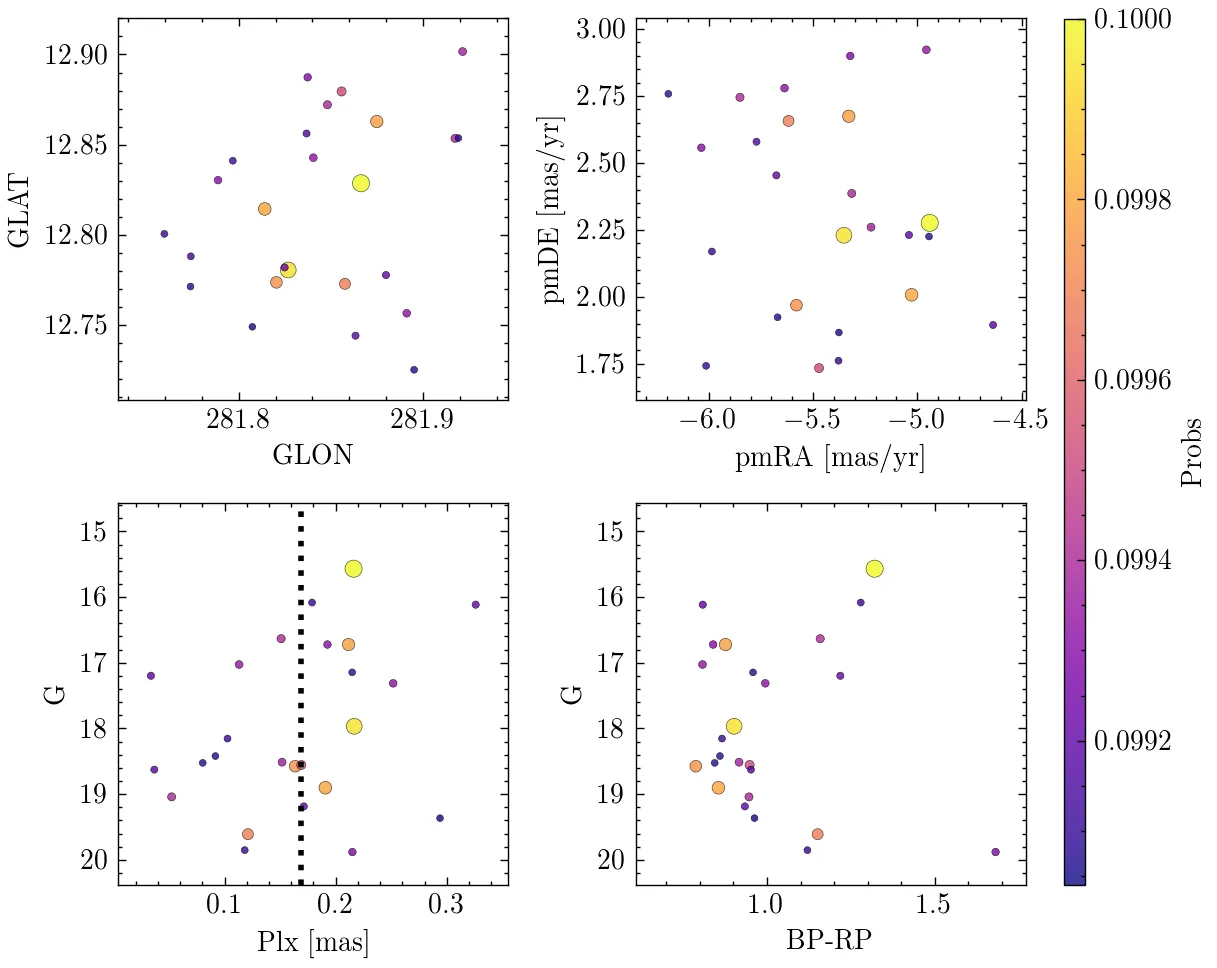 12.90
12.85
12.80
12.75
GLAT
281.8 281.9
GLON
3.00
2.75
2.50
2.25
2.00
1.75
pmDE [mas/yr]
−6.0 −5.5 −5.0 −4.5
pmRA [mas/yr]
0.1000
0.0998
0.0996
0.0994
0.0992
Probs
15
16
17
18
19
20
G
0.1 0.2 0.3
Plx [mas]
15
16
17
18
19
20
G
1.0 1.5
BP-RP